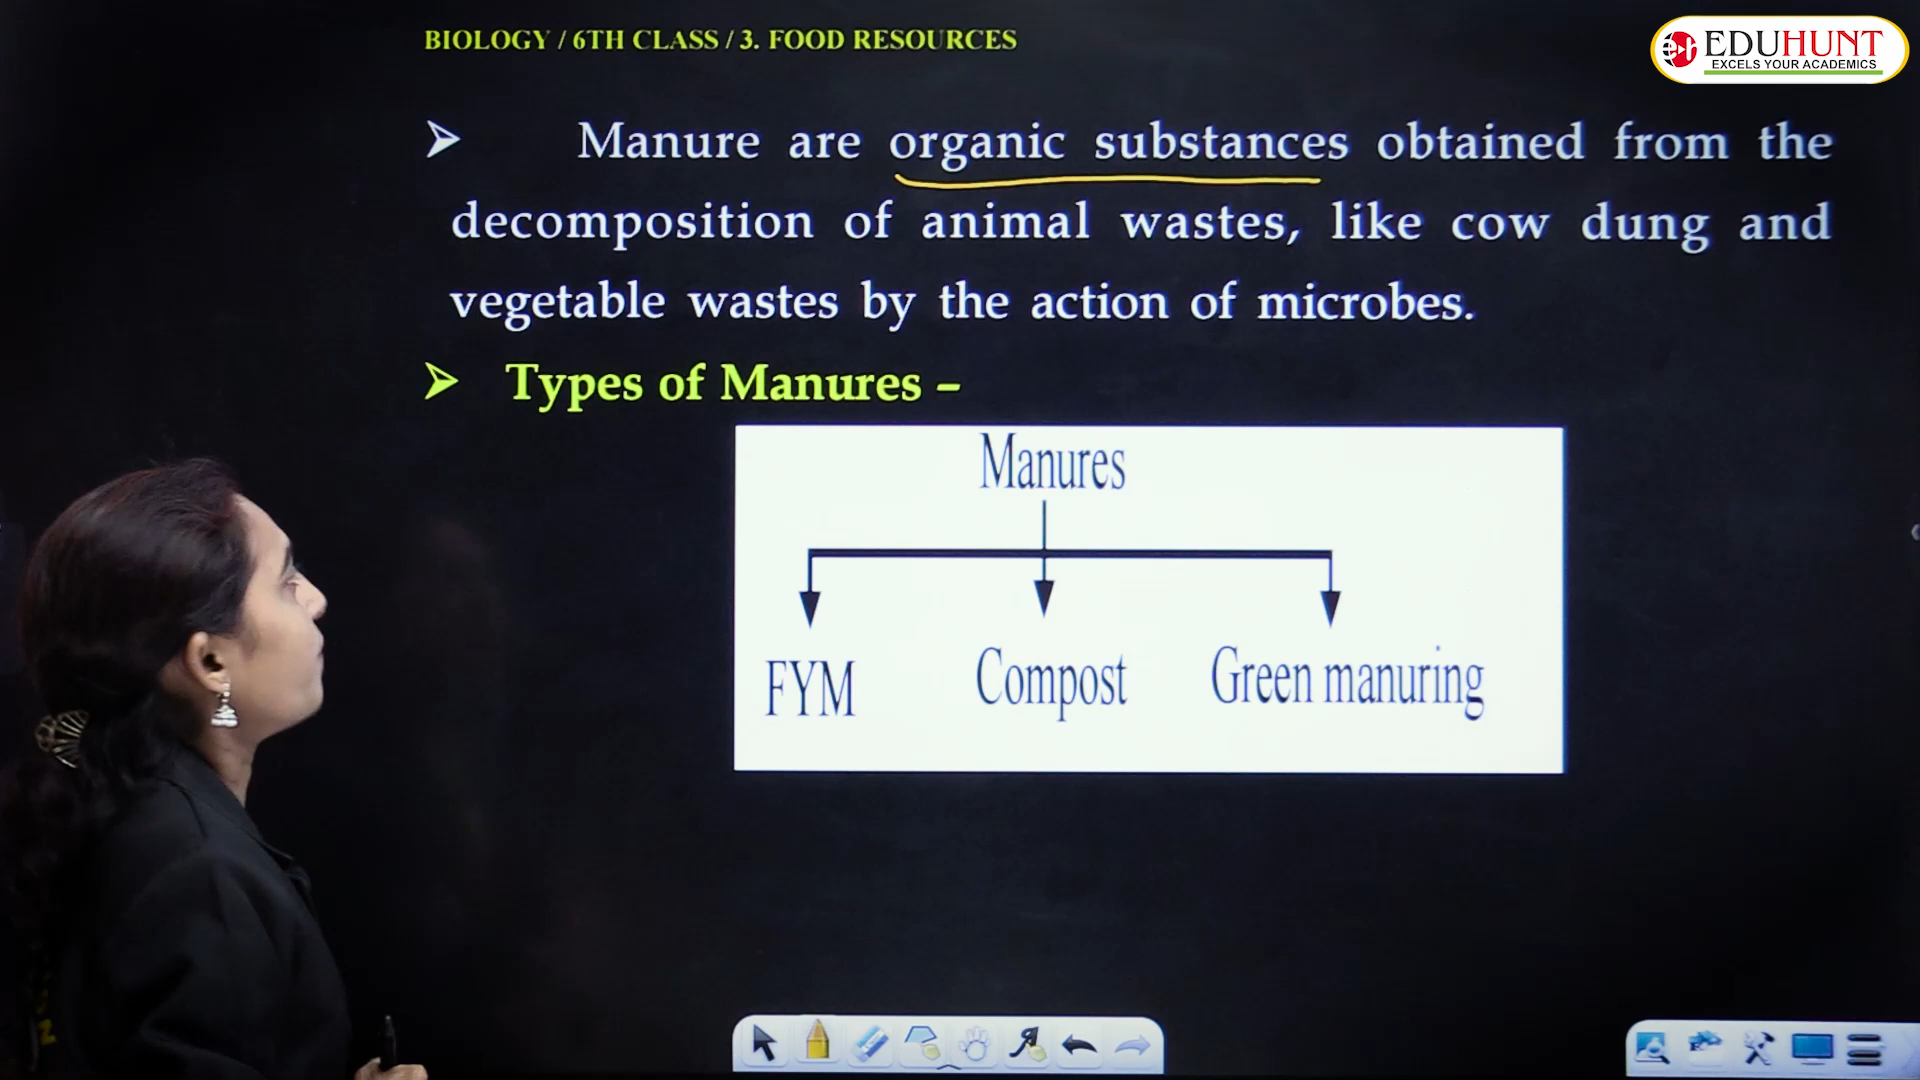 BIOLOGY / 6TH CLASS / 3. FOOD RESOURCES
EDUHUNT
EXCELS YOUR ACADEMICS
➢ Manure are organic substances obtained from the
decomposition of animal wastes, like cow dung and
vegetable wastes by the action of microbes.
➢ Types of Manures –
Manures
FYM Compost Green manuring